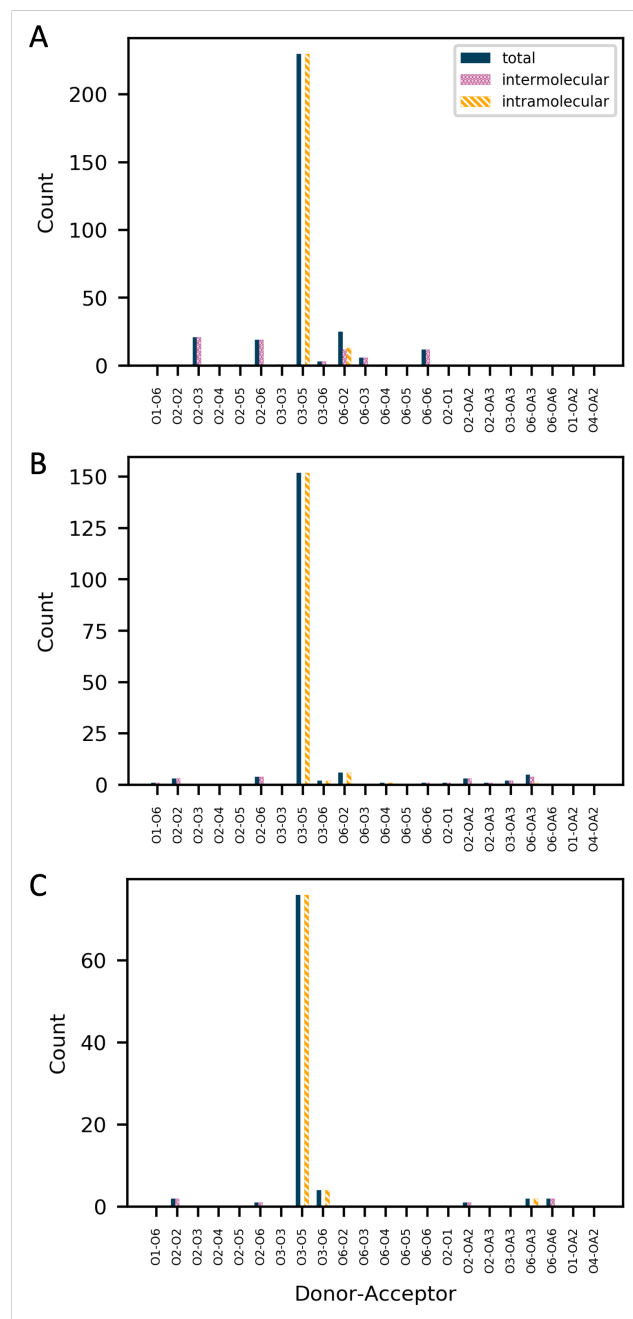 A
total
intermolecular
intramolecular
200
150
100
50
0
Count
O1-O6
O2-O2
O2-O3
O2-O4
O2-O5
O2-O6
O3-O3
O3-O5
O3-O6
O6-O2
O6-O3
O6-O4
O6-O5
O6-O6
O2-O1
O2-OA2
O2-OA3
O3-OA3
O6-OA3
O6-OA6
O1-OA2
O4-OA2
B
150
125
100
75
50
25
0
Count
O1-O6
O2-O2
O2-O3
O2-O4
O2-O5
O2-O6
O3-O3
O3-O5
O3-O6
O6-O2
O6-O3
O6-O4
O6-O5
O6-O6
O2-O1
O2-OA2
O2-OA3
O3-OA3
O6-OA3
O6-OA6
O1-OA2
O4-OA2
C
60
40
20
0
Count
O1-O6
O2-O2
O2-O3
O2-O4
O2-O5
O2-O6
O3-O3
O3-O5
O3-O6
O6-O2
O6-O3
O6-O4
O6-O5
O6-O6
O2-O1
O2-OA2
O2-OA3
O3-OA3
O6-OA3
O6-OA6
O1-OA2
O4-OA2
Donor-Acceptor